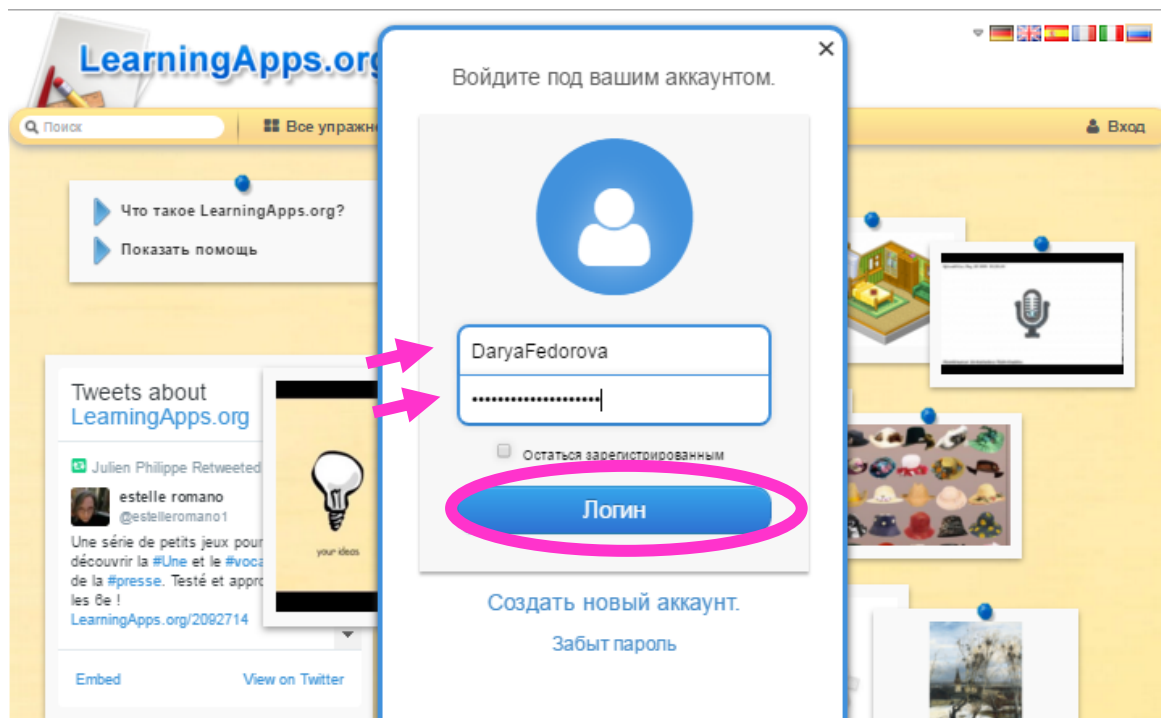 LearningApps.org
Войдите под вашим аккаунтом.
Поиск
Все упражне
Вход
Что такое LearningApps.org?
Показать помощь
DaryaFedorova
••••••••••••••••••••
Остаться зарегистрированным
Логин
Создать новый аккаунт.
Забыт пароль
Tweets about
LearningApps.org
Julien Philippe Retweeted
estelle romano
@estelleromano1
Une série de petits jeux pour
découvrir la #Une et le #voca
de la #presse. Testé et appro
les 6e !
LearningApps.org/2092714
Embed
View on Twitter
your ideas